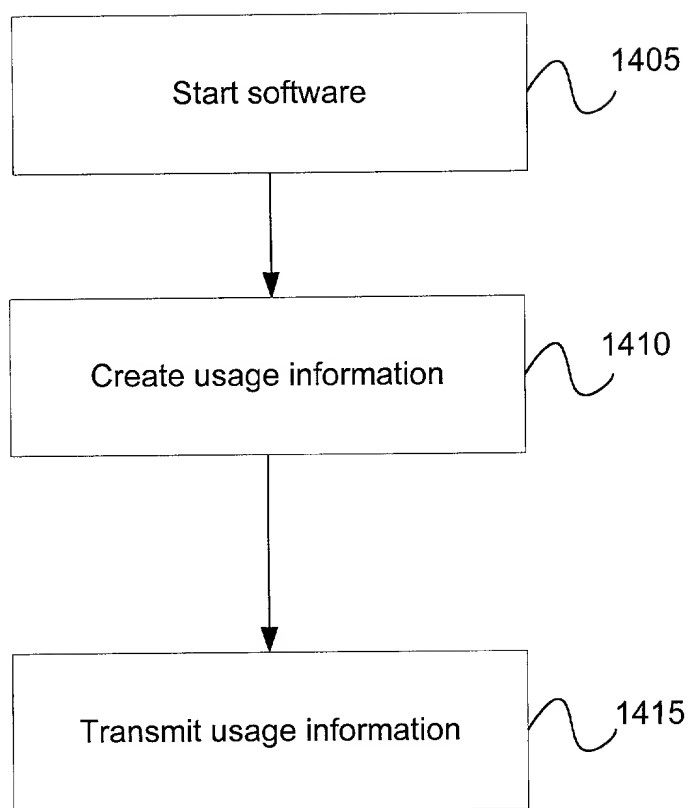 Start software
1405
Create usage information
1410
Transmit usage information
1415